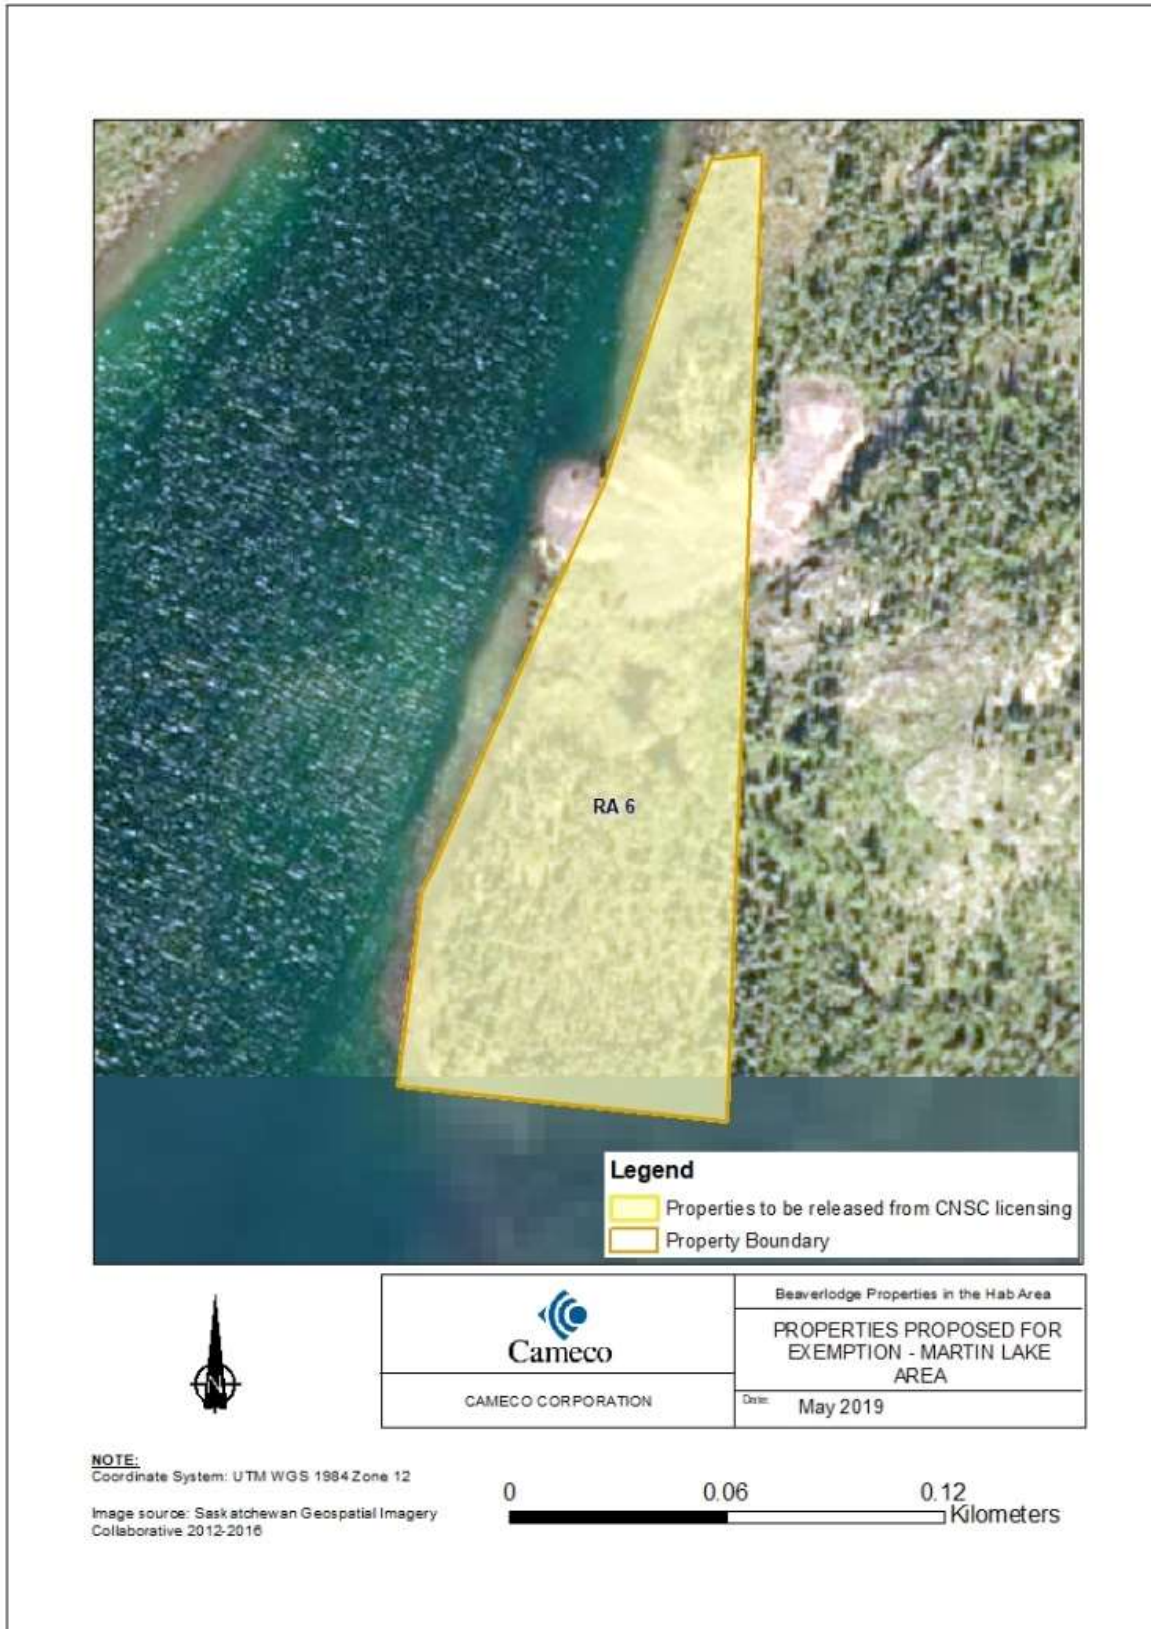 RA 6
Legend
Properties to be released from CNSC licensing
Property Boundary
N
Cameco
CAMECO CORPORATION
Beaverlodge Properties in the Hab Area
PROPERTIES PROPOSED FOR
EXEMPTION - MARTIN LAKE
AREA
Date: May 2019
NOTE:
Coordinate System: UTM WGS 1984 Zone 12
Image source: Saskatchewan Geospatial Imagery
Collaborative 2012-2016
0 0.06 0.12
Kilometers